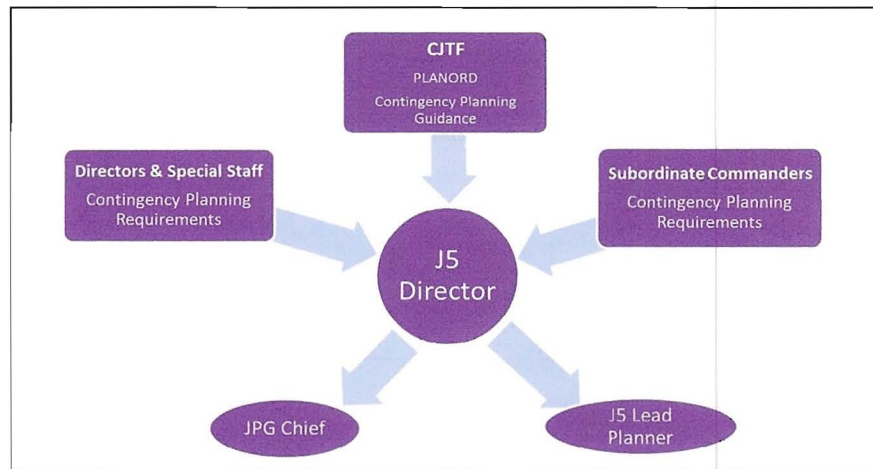 CJTF
PLANORD
Contingency Planning
Guidance
Directors & Special Staff
Contingency Planning
Requirements
Subordinate Commanders
Contingency Planning
Requirements
J5
Director
JPG Chief
J5 Lead
Planner